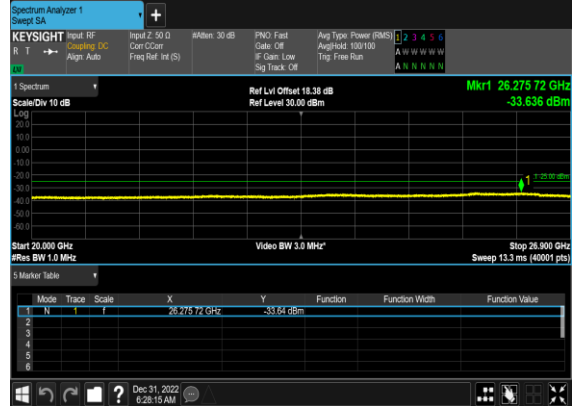 Spectrum Analyzer 1
Swept SA
+
KEYSIGHT
R T
Input: RF
Coupling: DC
Align: Auto
Input Z: 50 Ω
Corr CCorr
Freq Ref: Int (S)
#Atten: 30 dB
PNO: Fast
Gate: Off
IF Gain: Low
Sig Track: Off
Avg Type: Power (RMS)
Avg|Hold: 100/100
Trig: Free Run
1 2 3 4 5 6
A W W W W W
A N N N N N
1 Spectrum
Scale/Div 10 dB
Ref Lvl Offset 18.38 dB
Ref Level 30.00 dBm
Mkr1 26.275 72 GHz
-33.636 dBm
Log
20.0
10.0
0.00
-10.0
-20.0
-30.0
-40.0
-50.0
-60.0
1
-25.00 dBm
Start 20.000 GHz
#Res BW 1.0 MHz
Video BW 3.0 MHz*
Stop 26.900 GHz
Sweep 13.3 ms (40001 pts)
5 Marker Table
Mode Trace Scale X Y Function Function Width Function Value
1 N 1 f 26.275 72 GHz -33.64 dBm
2
3
4
5
6
?
Dec 31, 2022
6:28:15 AM